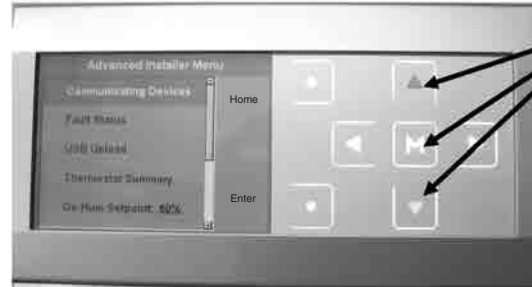 Advanced Installer Menu
Communicating Devices
Home
Fault Status
USB Upload
Thermostat Summary
Enter
De-Hum Setpoint: 60%
M